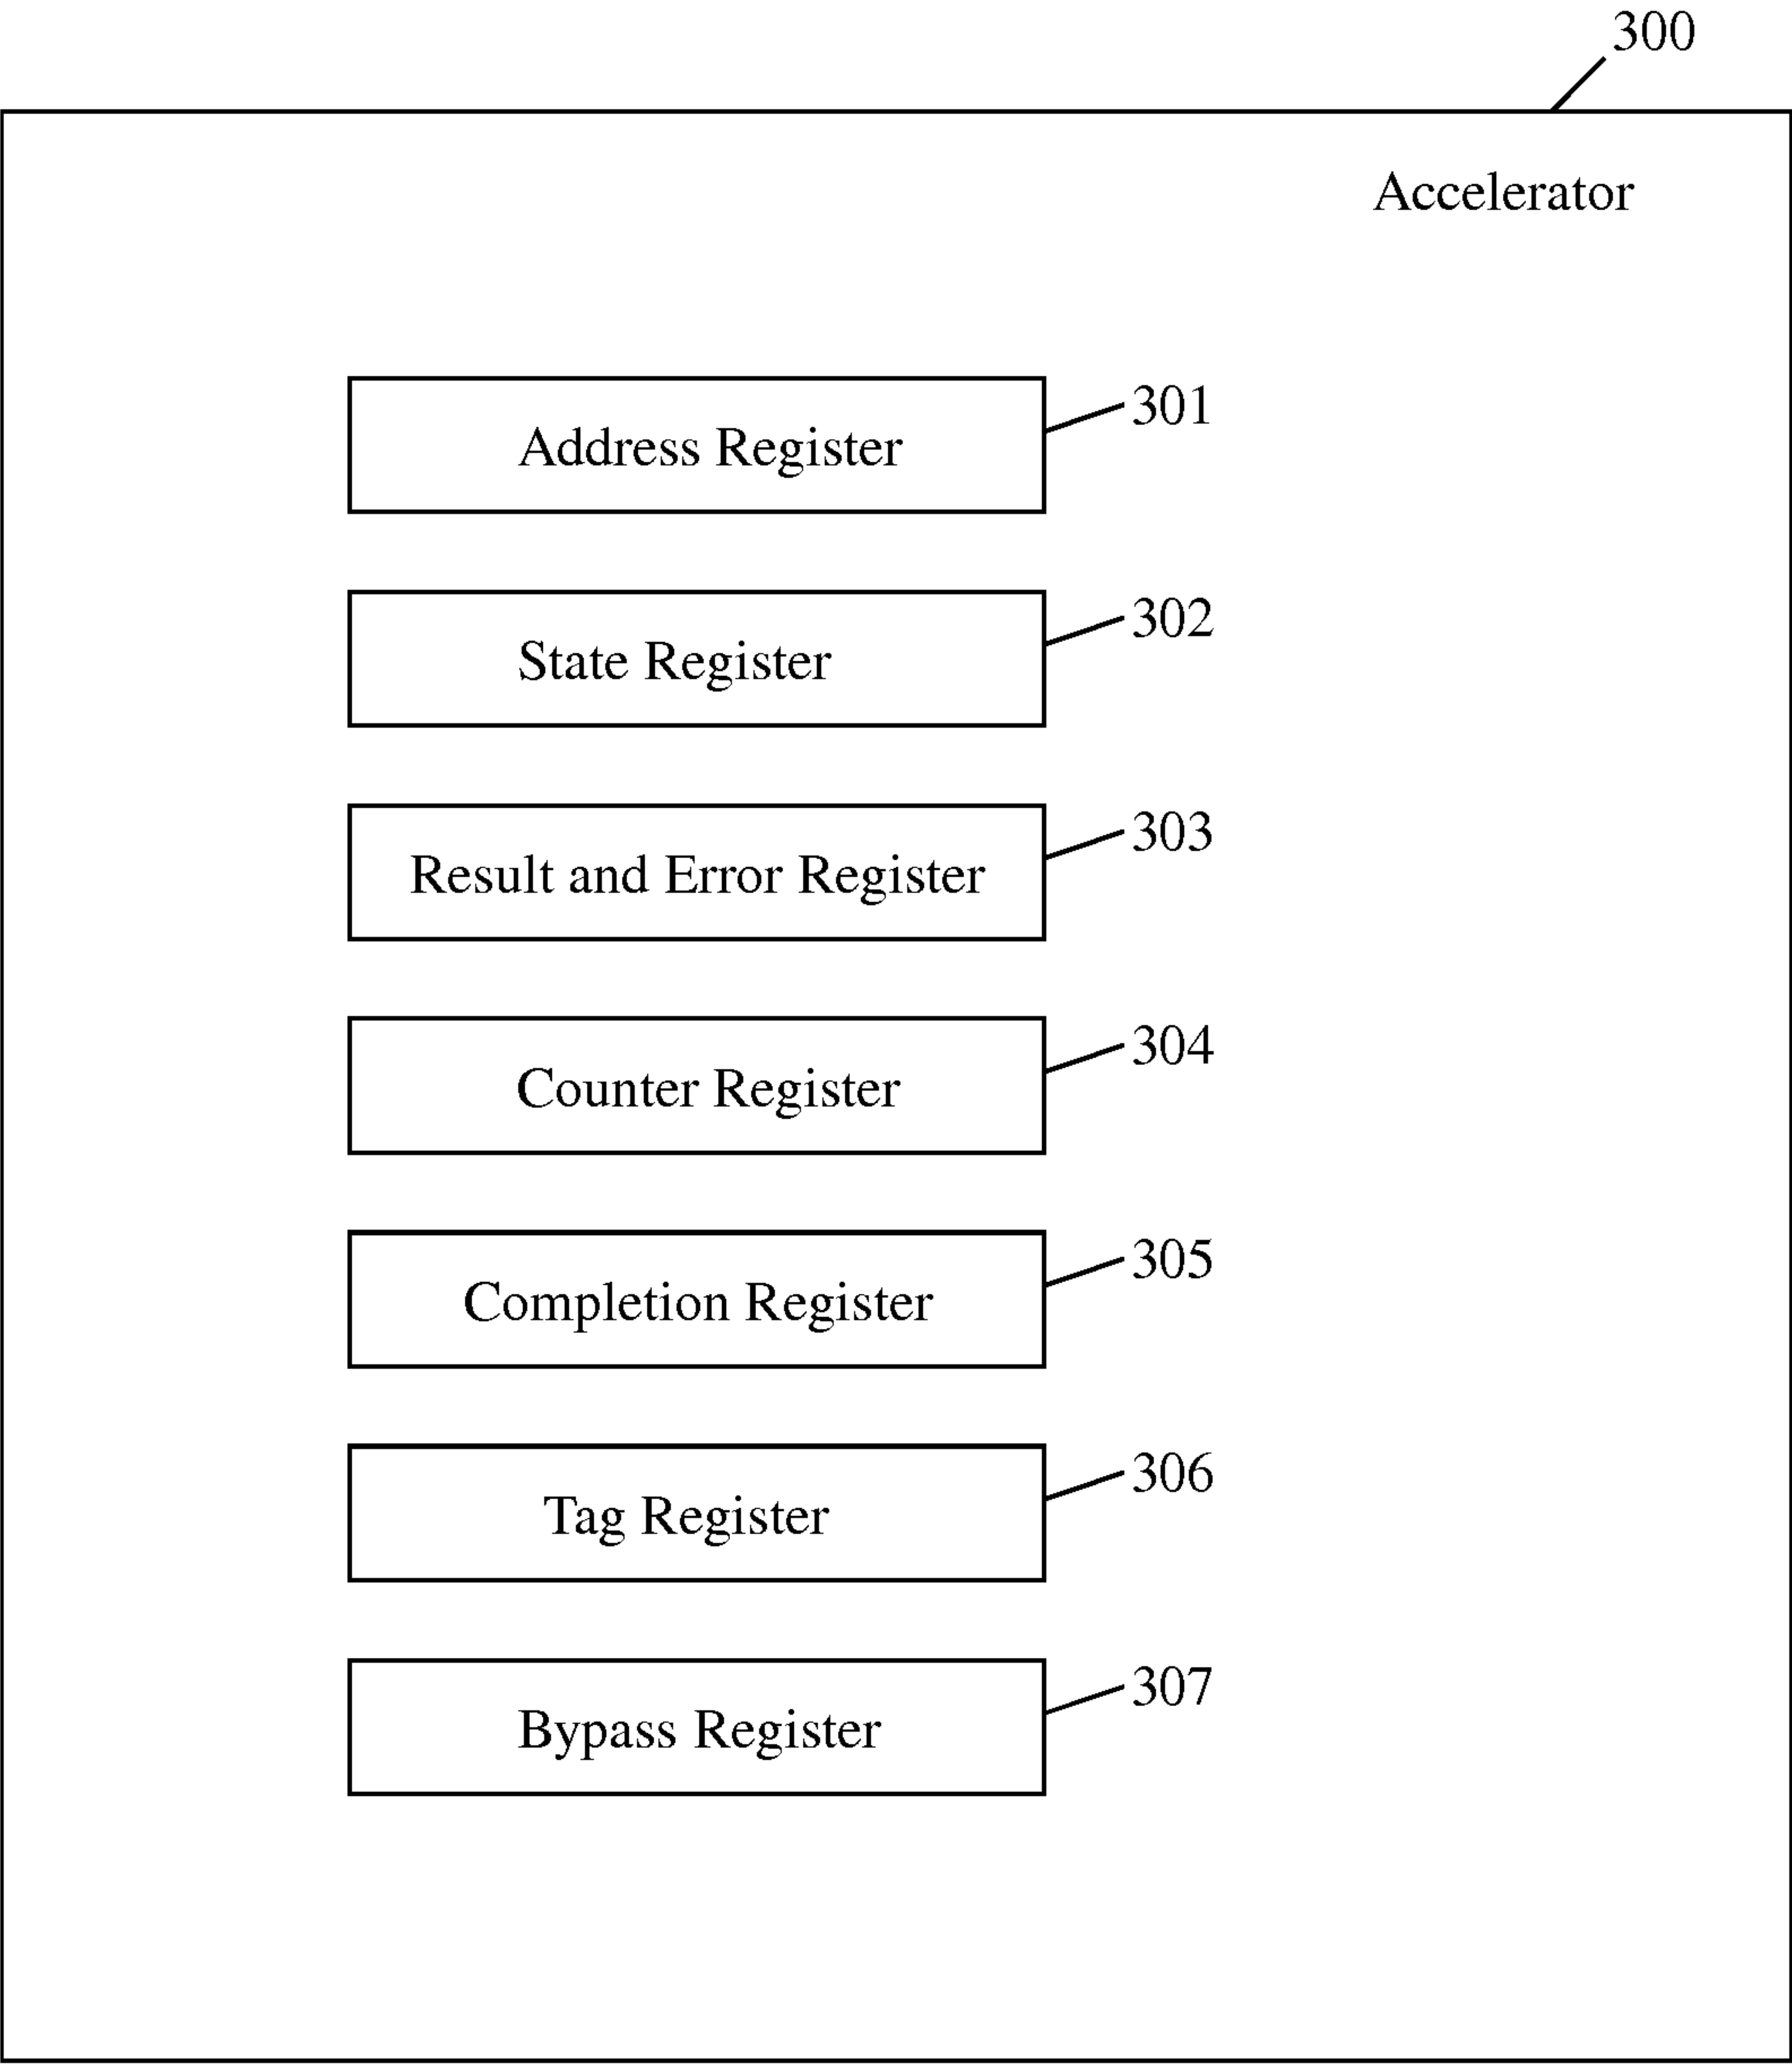 300
Accelerator
Address Register 301
State Register 302
Result and Error Register 303
Counter Register 304
Completion Register 305
Tag Register 306
Bypass Register 307